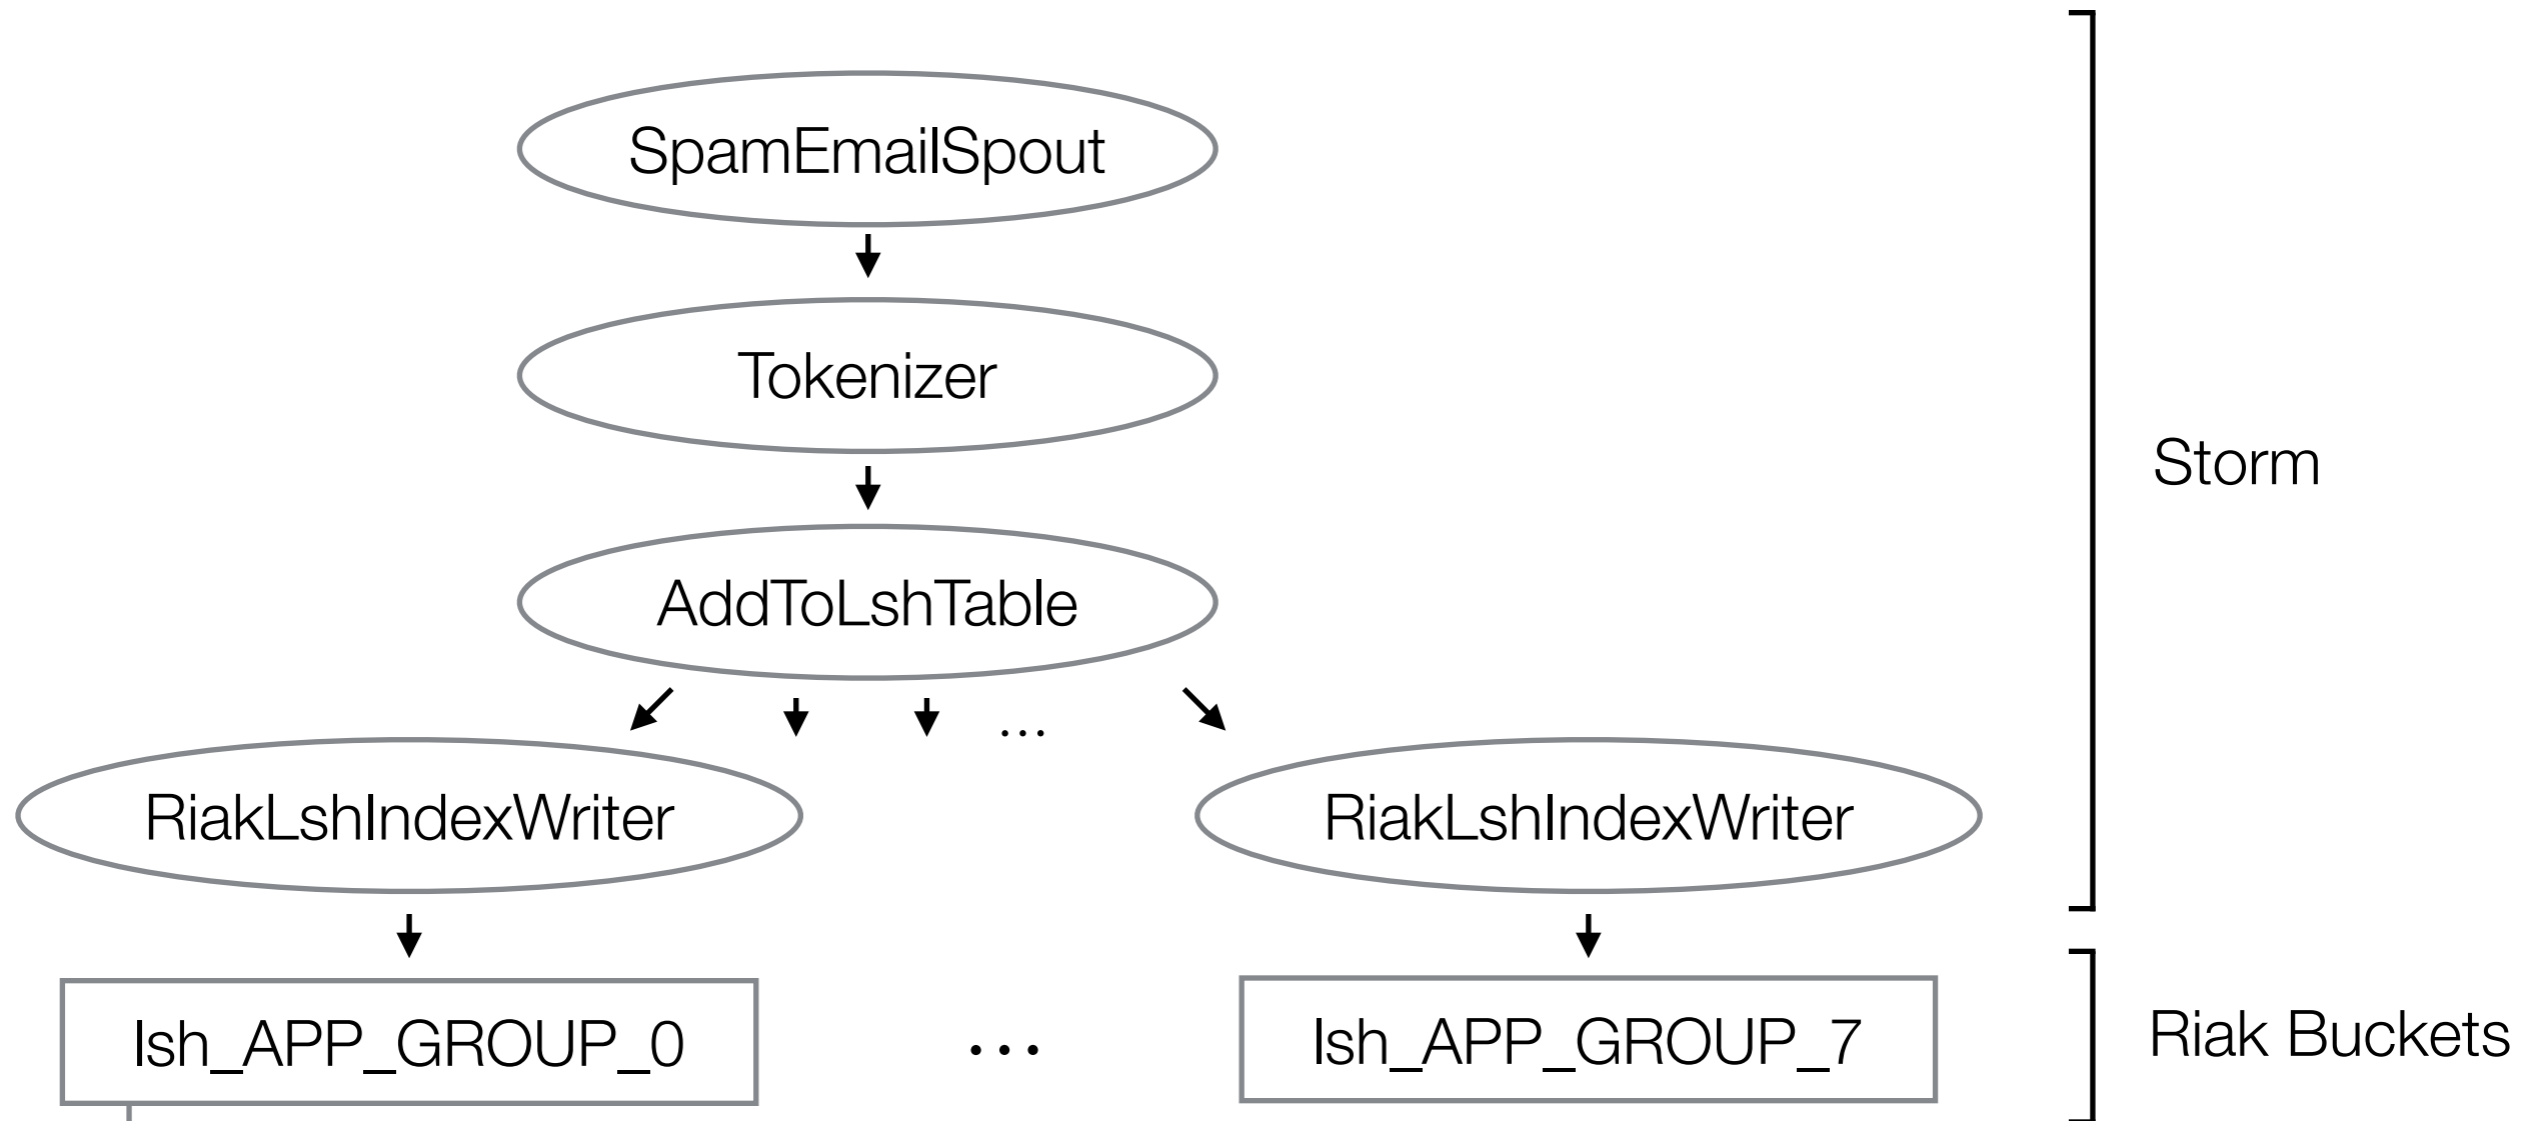 SpamEmailSpout
Tokenizer
Storm
AddToLshTable
...
RiakLshIndexWriter
RiakLshIndexWriter
lsh_APP_GROUP_0
...
lsh_APP_GROUP_7
Riak Buckets